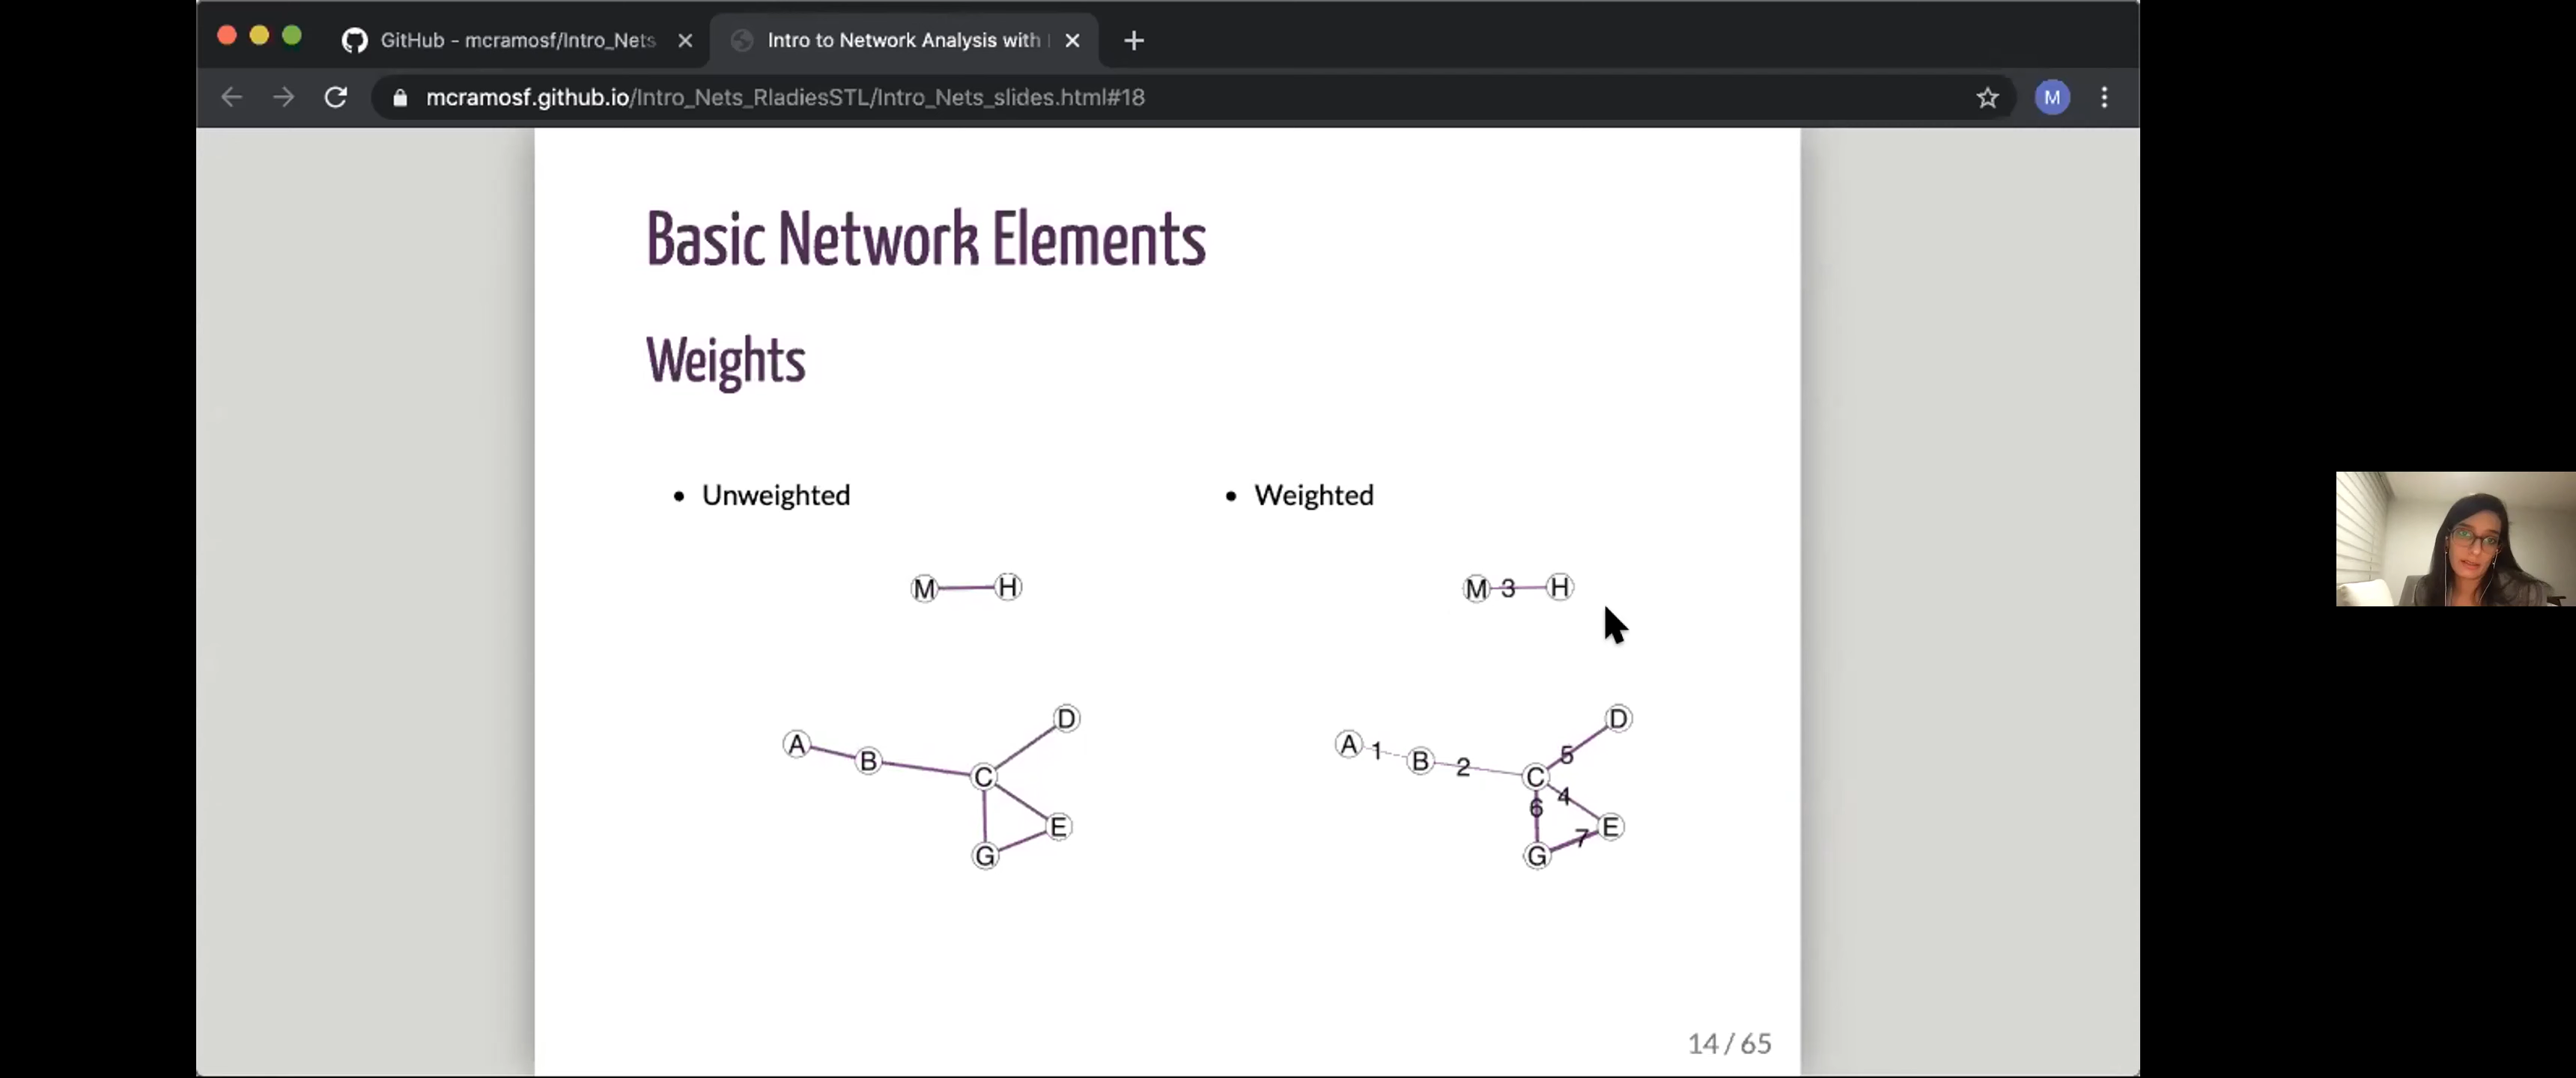 GitHub - mcramosf/Intro_Nets
Intro to Network Analysis with
mcramosf.github.io/Intro_Nets_RladiesSTL/Intro_Nets_slides.html#18
M
Basic Network Elements
Weights
• Unweighted
• Weighted
M H
M 3 H
D
A
B
C
E
G
D
A 1 B 2 C 5
4
6
7 E
G
14 / 65